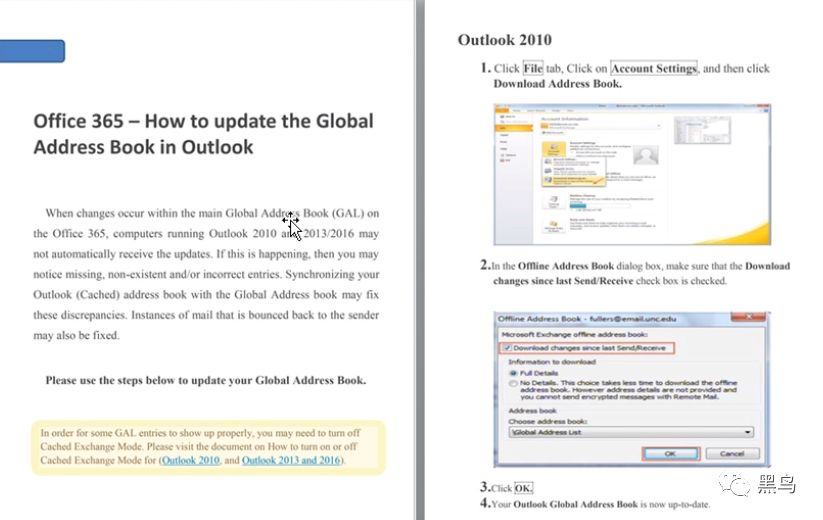 Office 365 – How to update the Global
Address Book in Outlook
When changes occur within the main Global Address Book (GAL) on
the Office 365, computers running Outlook 2010 and 2013/2016 may
not automatically receive the updates. If this is happening, then you may
notice missing, non-existent and/or incorrect entries. Synchronizing your
Outlook (Cached) address book with the Global Address book may fix
these discrepancies. Instances of mail that is bounced back to the sender
may also be fixed.
Please use the steps below to update your Global Address Book.
In order for some GAL entries to show up properly, you may need to turn off
Cached Exchange Mode. Please visit the document on How to turn on or off
Cached Exchange Mode for (Outlook 2010, and Outlook 2013 and 2016).
Outlook 2010
1. Click File tab, Click on Account Settings, and then click
Download Address Book.
Account Information
2.In the Offline Address Book dialog box, make sure that the Download
changes since last Send/Receive check box is checked.
Offline Address Book - fullers@email.unc.edu
Microsoft Exchange offline address book:
Download changes since last Send/Receive
Information to download
Full Details
No Details. This choice takes less time to download the offline
address book. However address details are not provided and
you cannot send encrypted messages with Remote Mail.
Address book
Choose address book:
\Global Address List
OK Cancel
3.Click OK.
4.Your Outlook Global Address Book is now up-to-date.
黑鸟